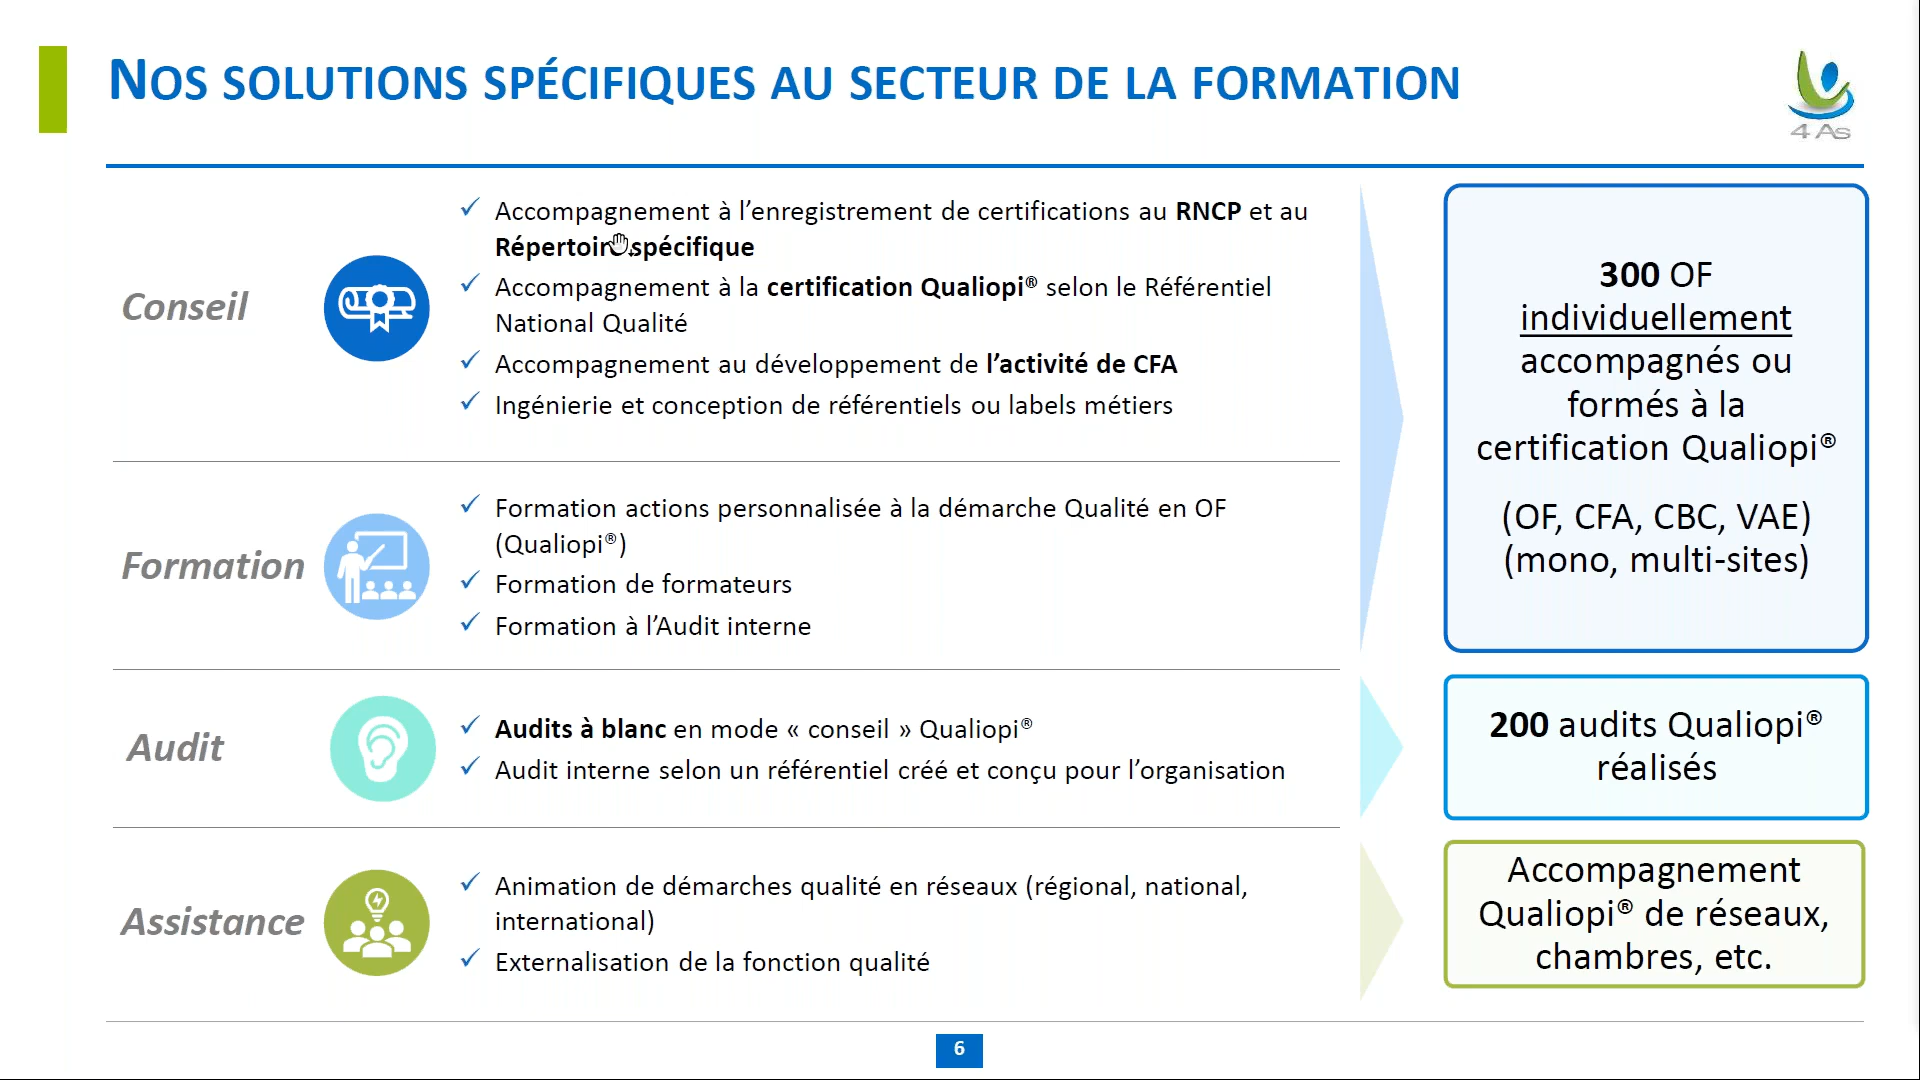 NOS SOLUTIONS SPÉCIFIQUES AU SECTEUR DE LA FORMATION
4 As
Conseil
Accompagnement à l’enregistrement de certifications au RNCP et au
Répertoire spécifique
Accompagnement à la certification Qualiopi® selon le Référentiel
National Qualité
Accompagnement au développement de l’activité de CFA
Ingénierie et conception de référentiels ou labels métiers
300 OF
individuellement
accompagnés ou
formés à la
certification Qualiopi®
(OF, CFA, CBC, VAE)
(mono, multi-sites)
Formation
Formation actions personnalisée à la démarche Qualité en OF
(Qualiopi®)
Formation de formateurs
Formation à l’Audit interne
Audit
Audits à blanc en mode « conseil » Qualiopi®
Audit interne selon un référentiel créé et conçu pour l’organisation
200 audits Qualiopi®
réalisés
Assistance
Animation de démarches qualité en réseaux (régional, national,
international)
Externalisation de la fonction qualité
Accompagnement
Qualiopi® de réseaux,
chambres, etc.
6